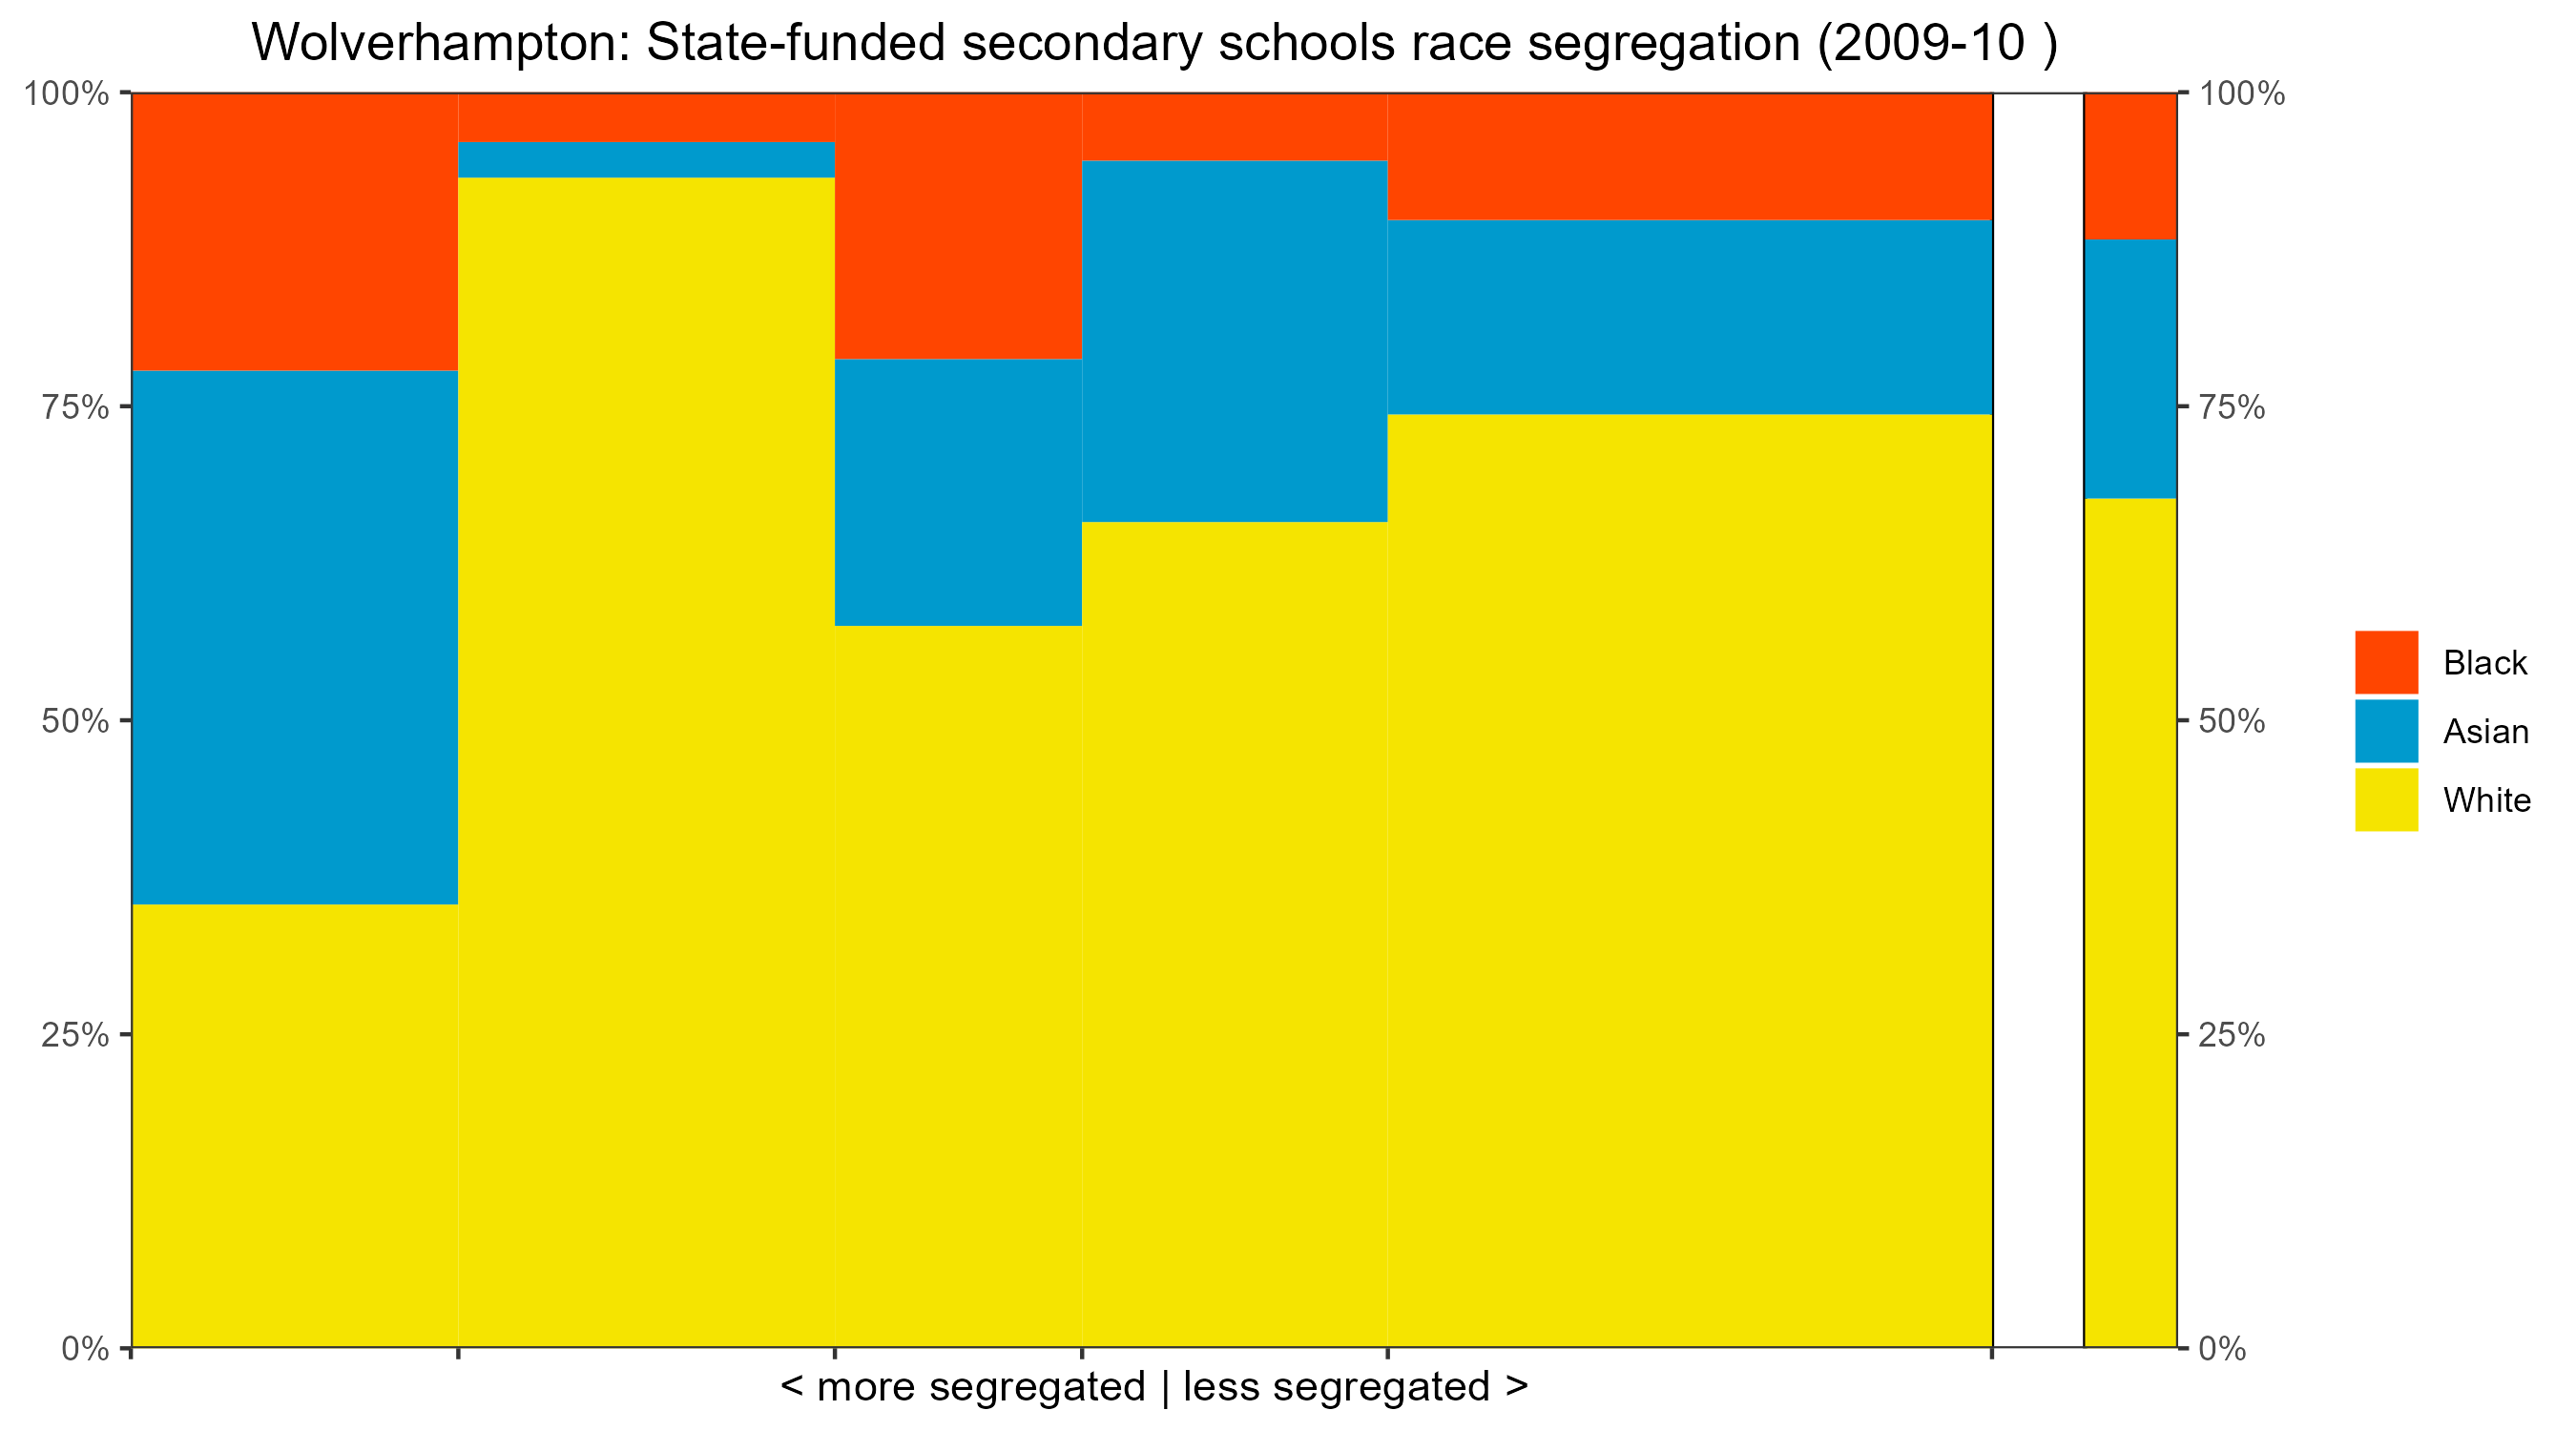 Wolverhampton: State-funded secondary schools race segregation (2009-10 )
100%
75%
50%
25%
0%
100%
75%
50%
25%
0%
Black
Asian
White
< more segregated | less segregated >